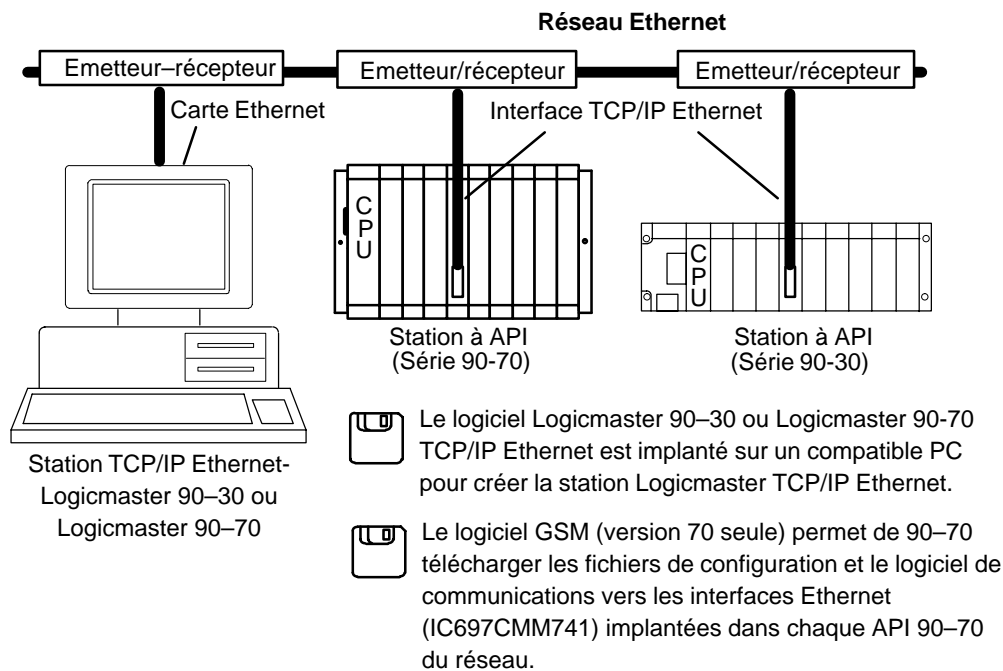 Réseau Ethernet
Emetteur–récepteur
Emetteur/récepteur
Emetteur/récepteur
Carte Ethernet
Interface TCP/IP Ethernet
CPU
CPU
Station à API
(Série 90-70)
Station à API
(Série 90-30)
Station TCP/IP Ethernet-
Logicmaster 90–30 ou
Logicmaster 90–70
Le logiciel Logicmaster 90–30 ou Logicmaster 90-70
TCP/IP Ethernet est implanté sur un compatible PC
pour créer la station Logicmaster TCP/IP Ethernet.
Le logiciel GSM (version 70 seule) permet de 90–70
télécharger les fichiers de configuration et le logiciel de
communications vers les interfaces Ethernet
(IC697CMM741) implantées dans chaque API 90–70
du réseau.